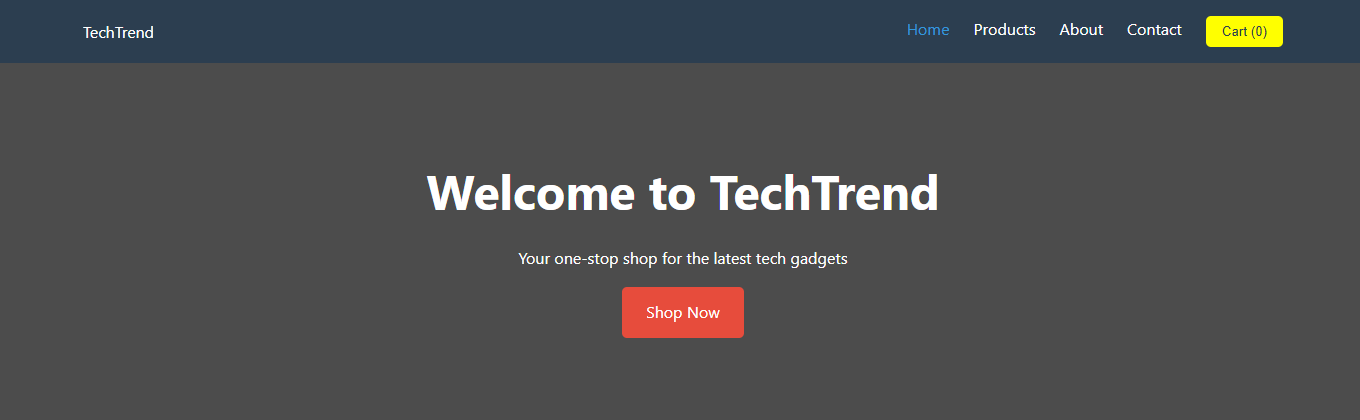 TechTrend
Home Products About Contact Cart (0)
Welcome to TechTrend
Your one-stop shop for the latest tech gadgets
Shop Now